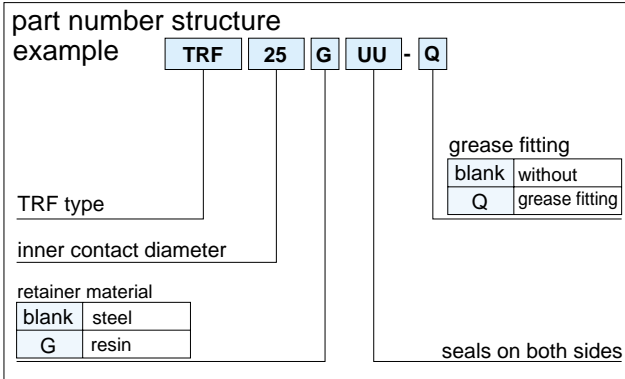 part number structure
example TRF 25 G UU - Q
grease fitting
blank without
Q grease fitting
TRF type
inner contact diameter
retainer material
blank steel
G resin
seals on both sides